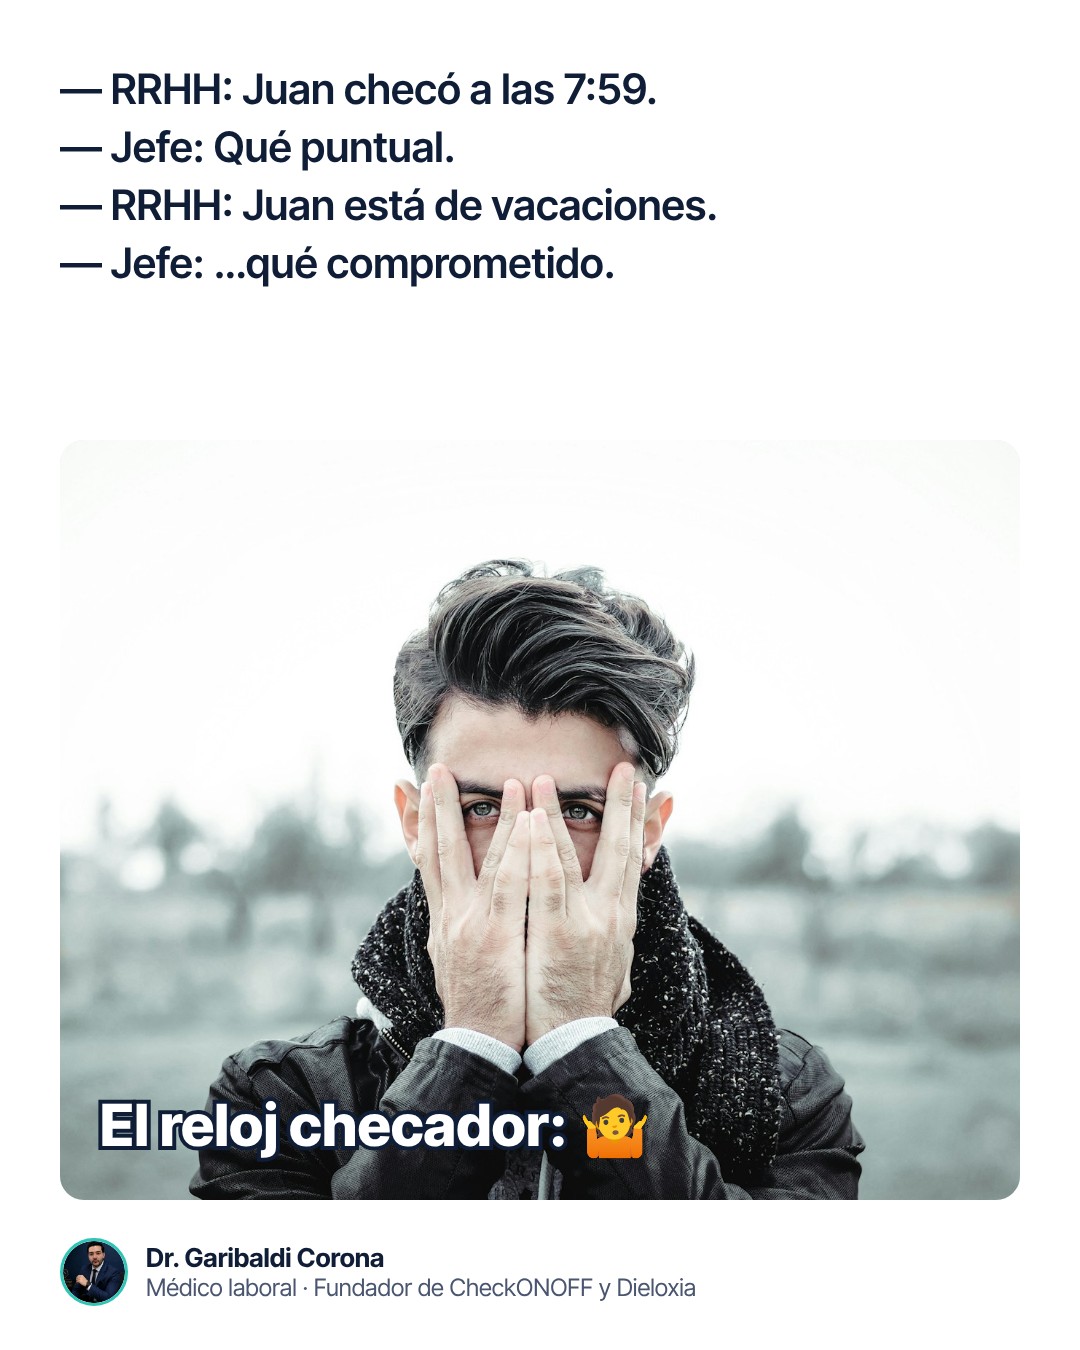 — RRHH: Juan checó a las 7:59.
— Jefe: Qué puntual.
— RRHH: Juan está de vacaciones.
— Jefe: ...qué comprometido.
El reloj checador: 🤷
Dr. Garibaldi Corona
Médico laboral · Fundador de CheckONOFF y Dieloxia